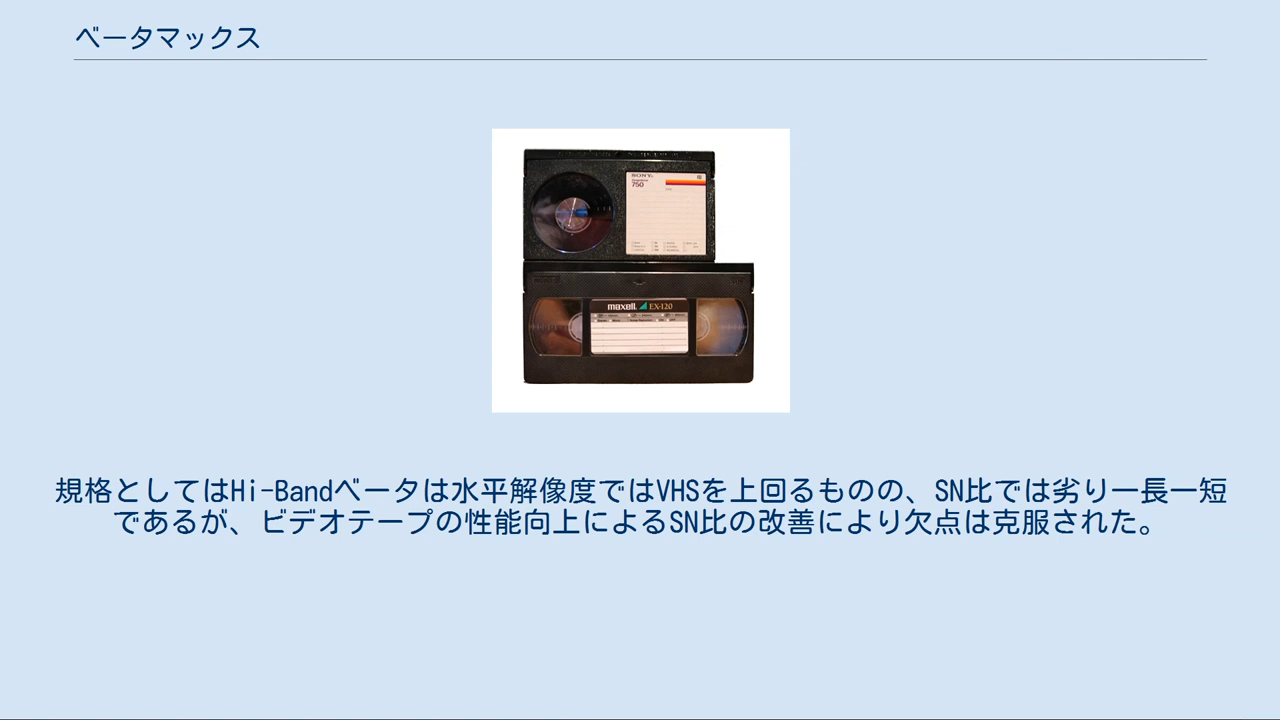 ベータマックス
SONY
750
maxell EX-120
規格としてはHi-Bandベータは水平解像度ではVHSを上回るものの、SN比では劣り一長一短
であるが、ビデオテープの性能向上によるSN比の改善により欠点は克服された。